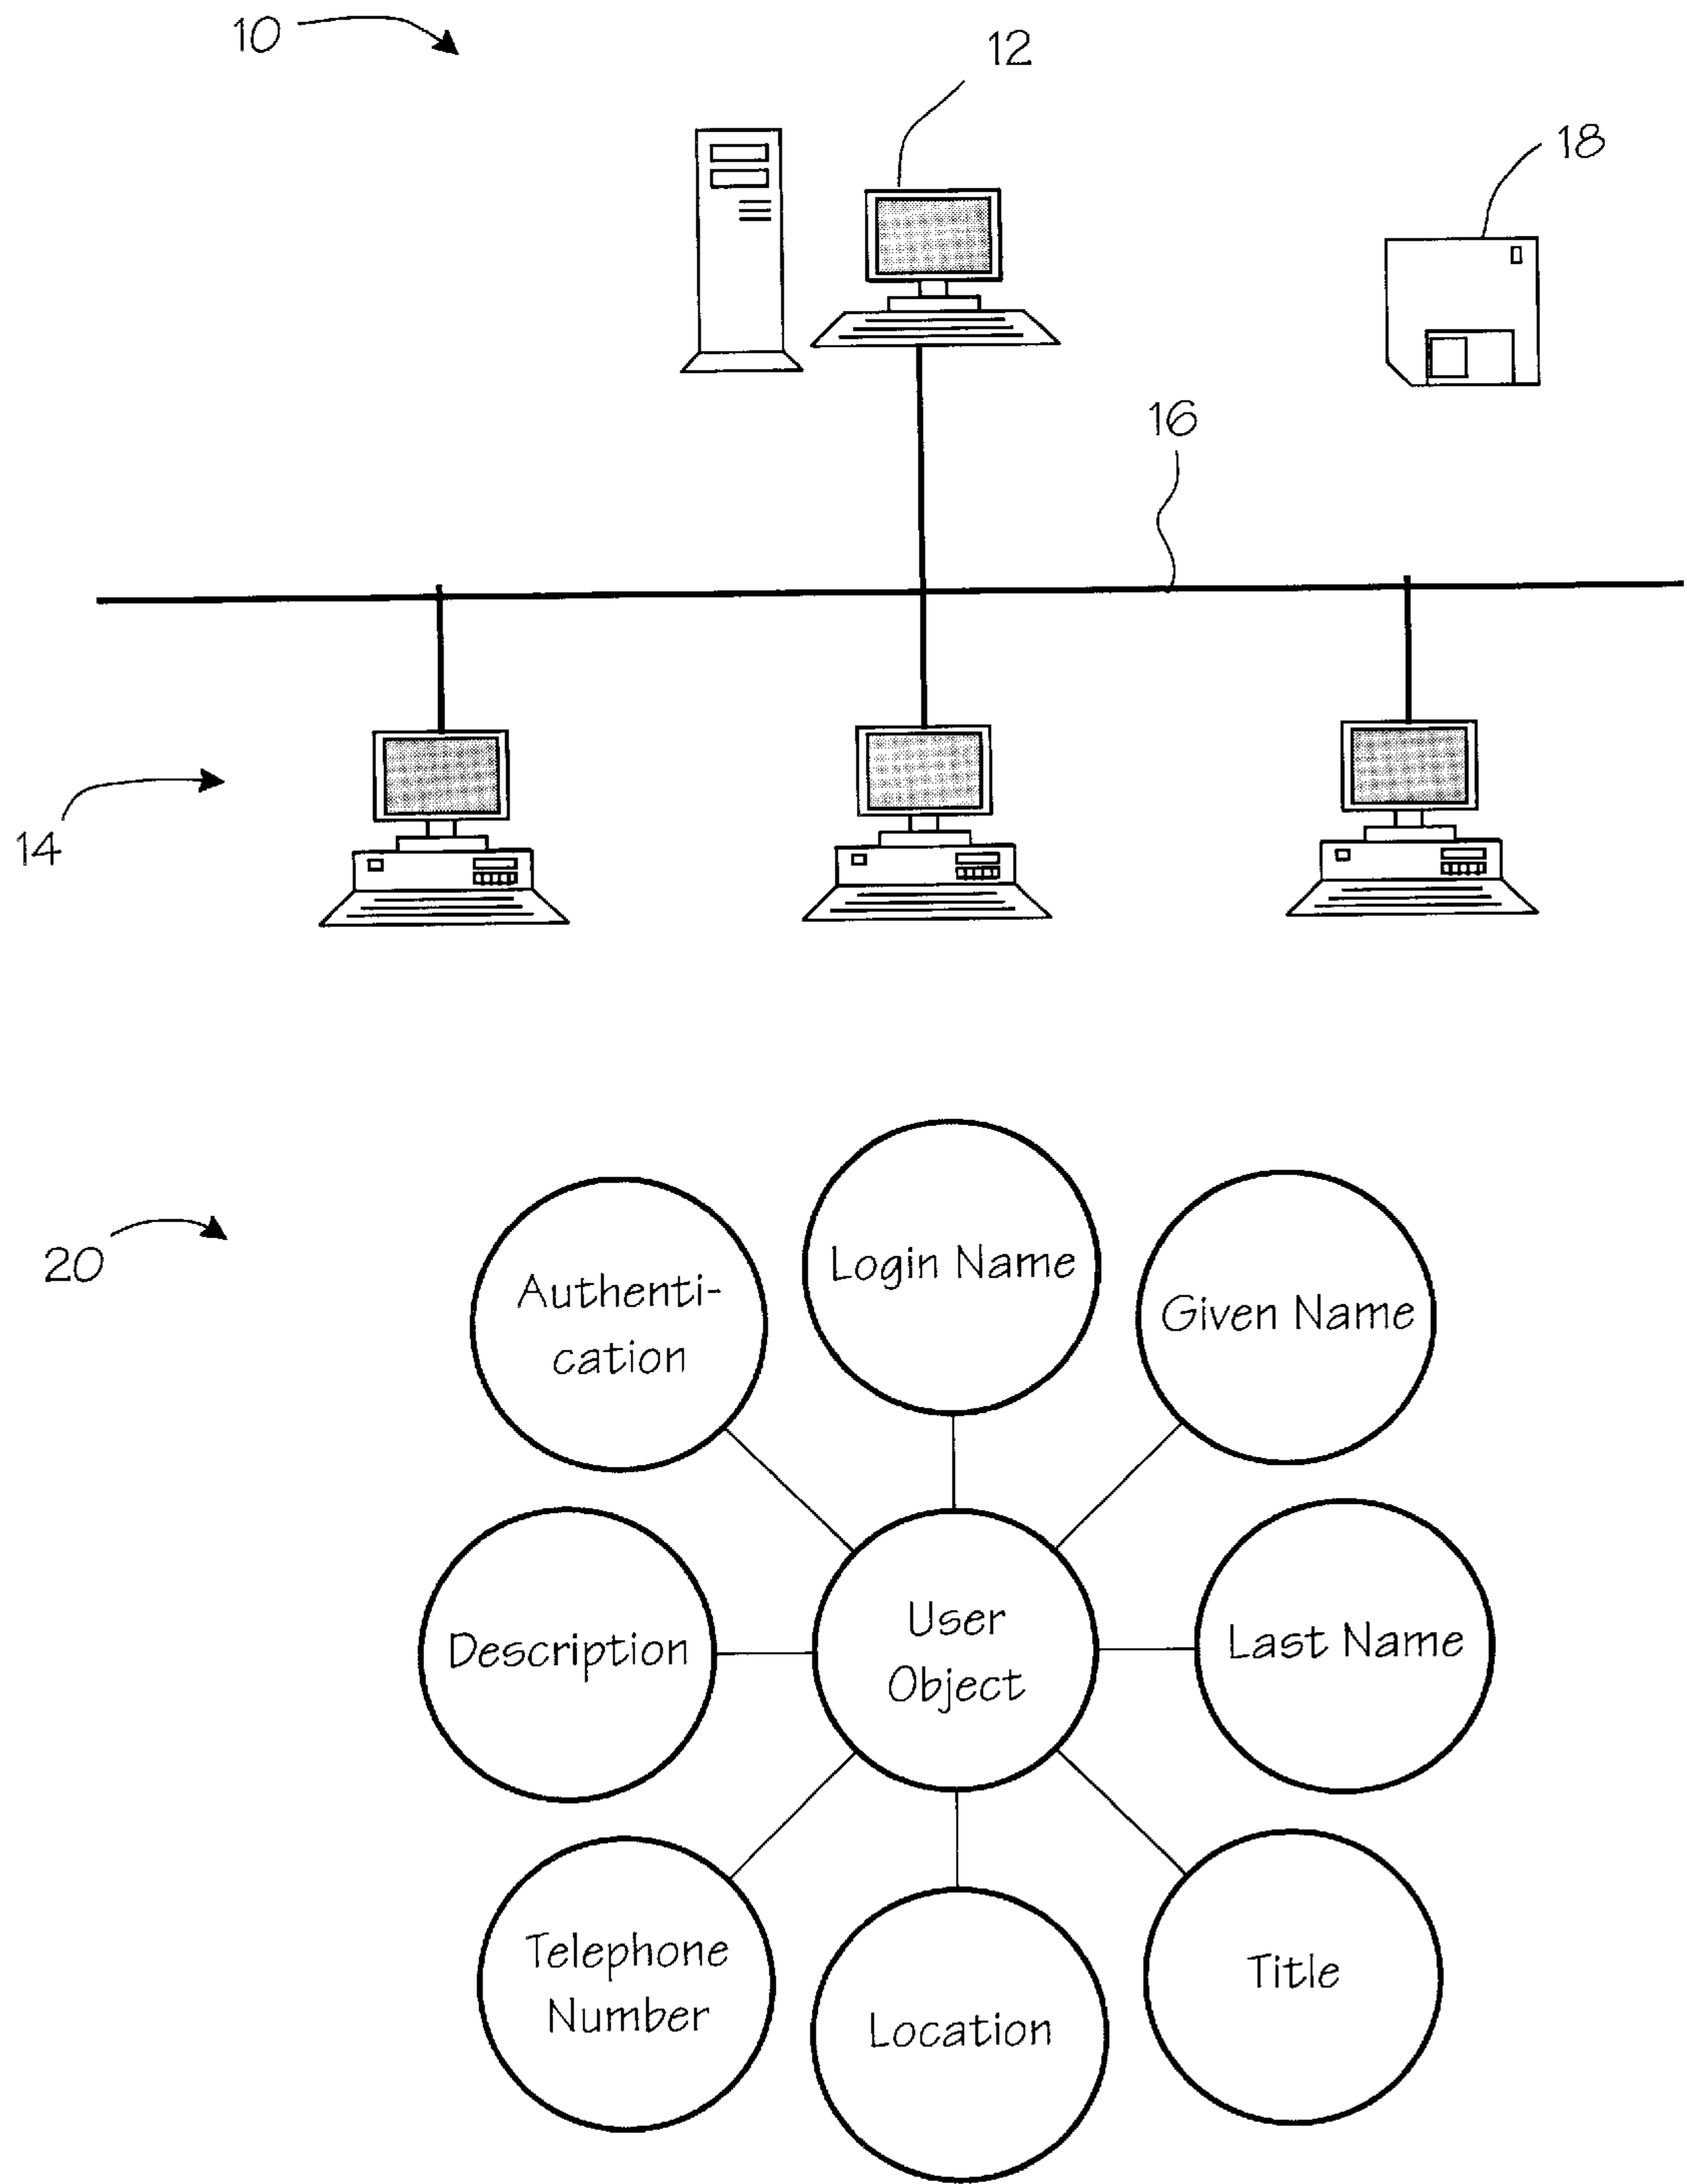 10
12
18
16
14
20
Authenti-
cation
Login Name
Given Name
Description
User
Object
Last Name
Telephone
Number
Location
Title